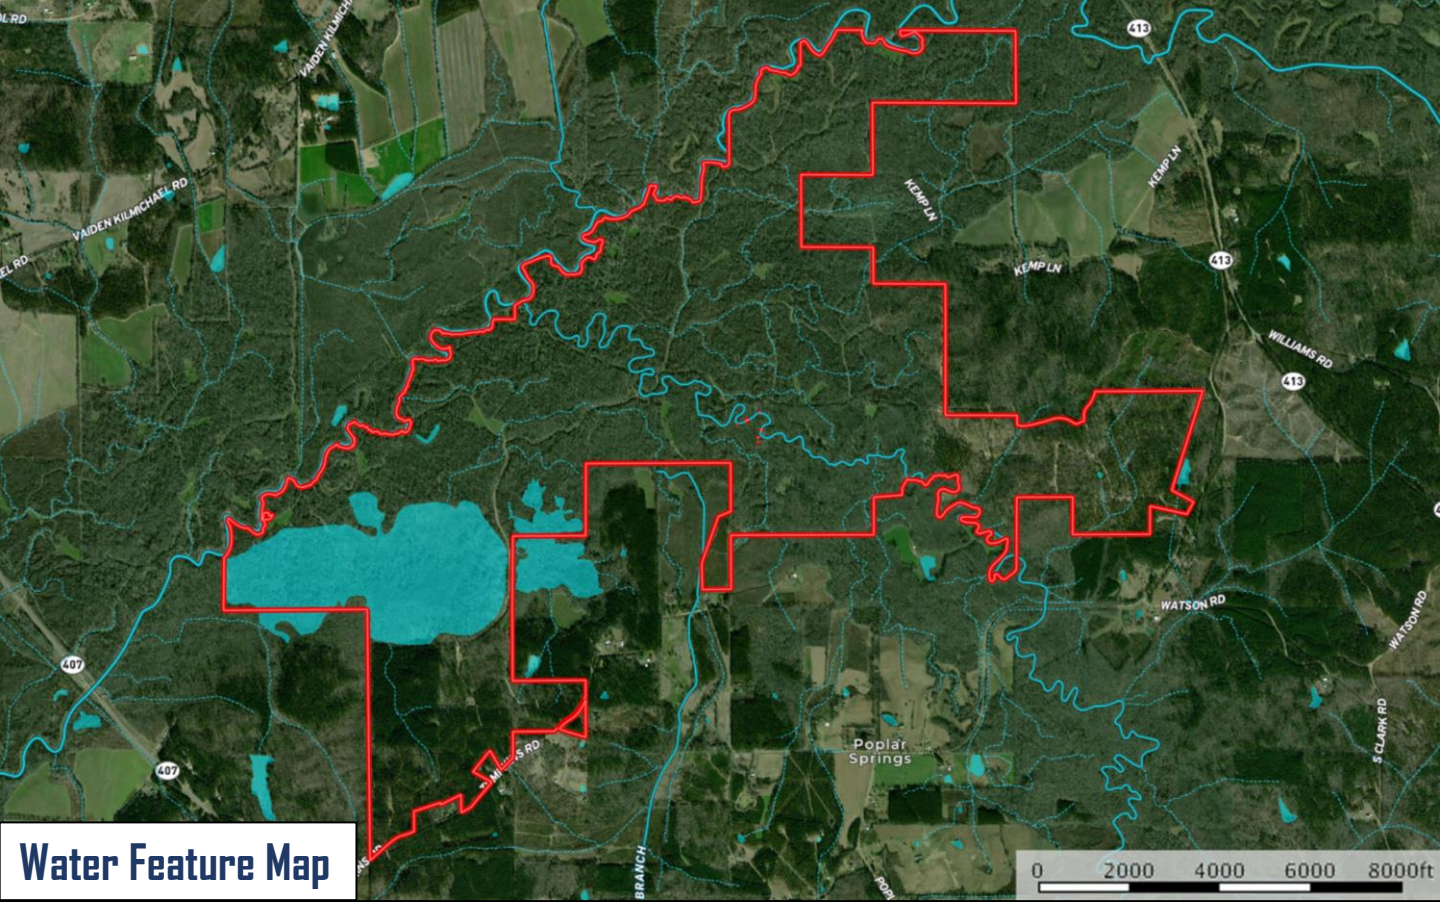 VAIDEN KILMICH
413
VAIDEN KILMICHAEL RD
KEMP LN
KEMP LN
413
KEMP LN
WILLIAMS RD
413
WATSON RD
WATSON RD
407
S CLARK RD
407
RD
Poplar
Springs
BRANCH
Water Feature Map
0 2000 4000 6000 8000ft